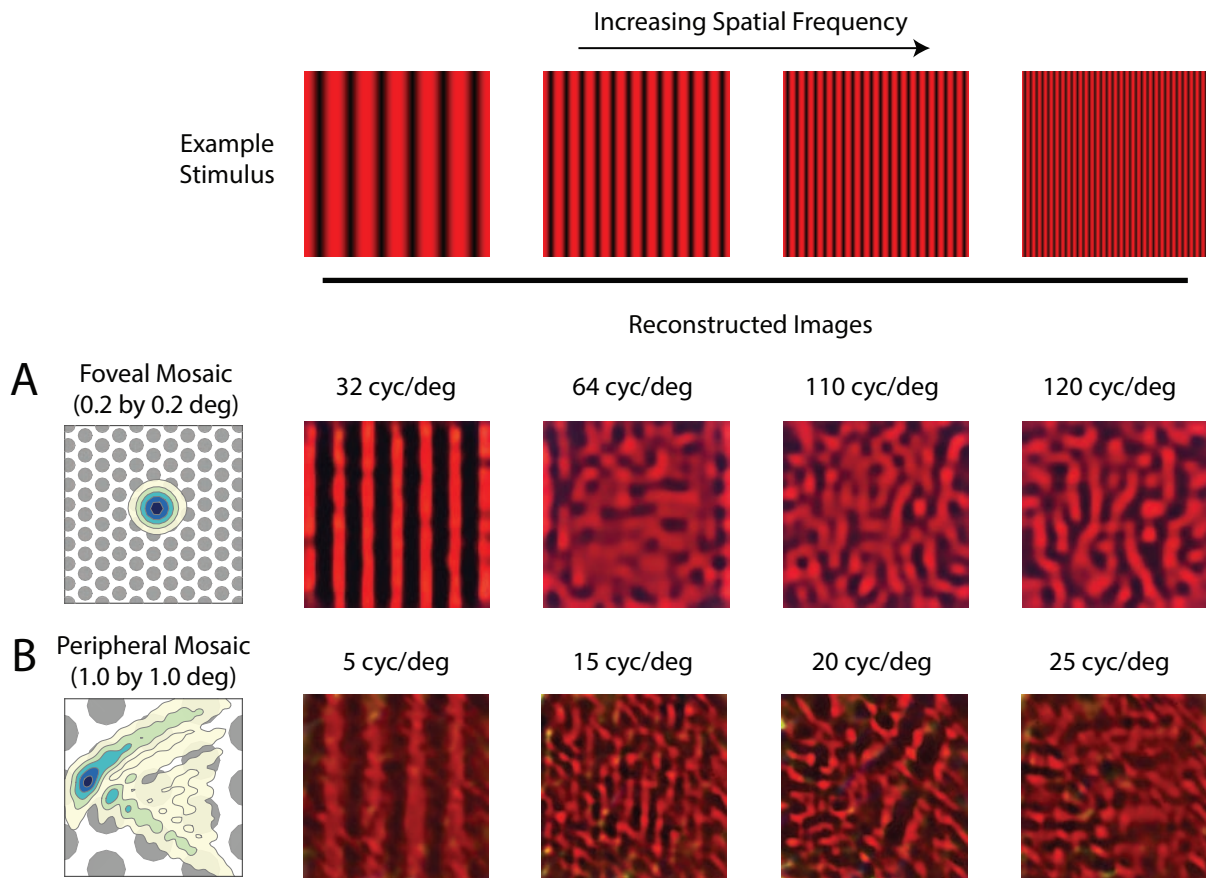 Increasing Spatial Frequency
Example
Stimulus
Reconstructed Images
A
Foveal Mosaic
(0.2 by 0.2 deg)
32 cyc/deg
64 cyc/deg
110 cyc/deg
120 cyc/deg
B
Peripheral Mosaic
(1.0 by 1.0 deg)
5 cyc/deg
15 cyc/deg
20 cyc/deg
25 cyc/deg